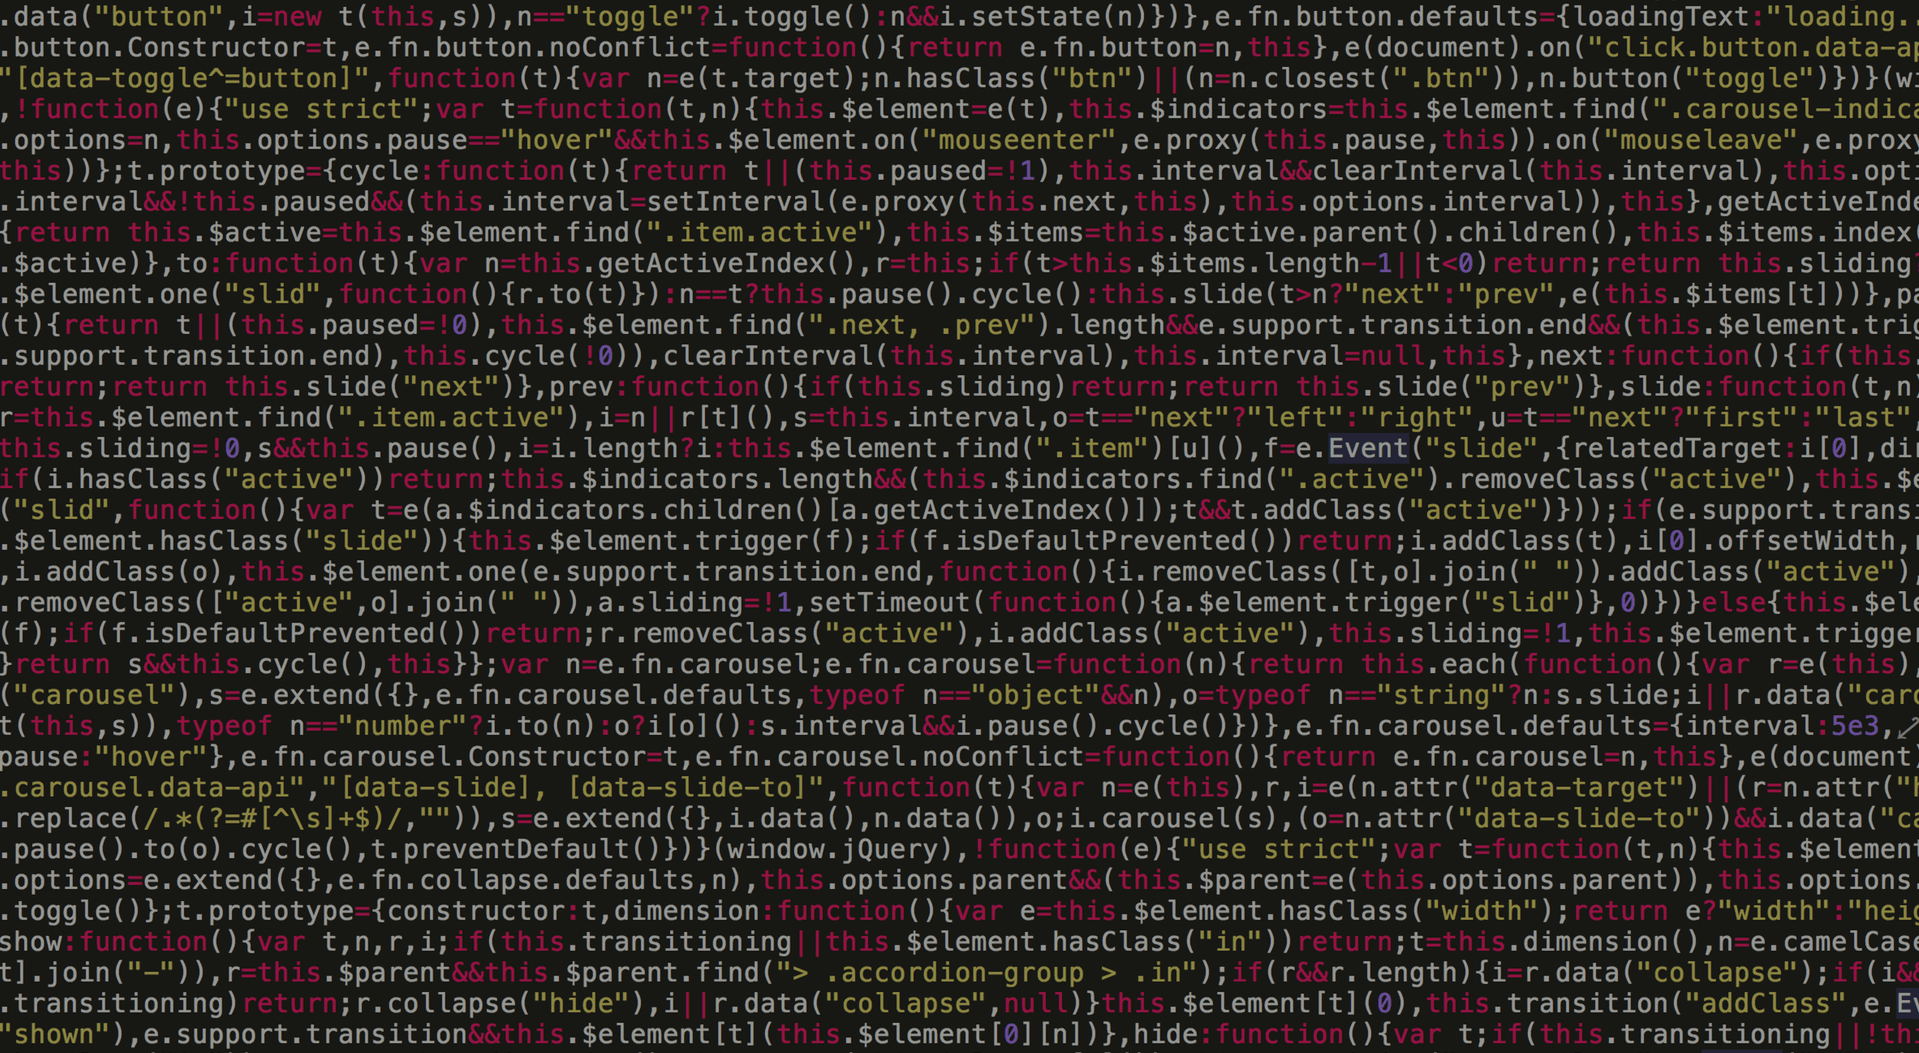 .data("button",i=new t(this,s)),n=="toggle"?i.toggle():n&&i.setState(n)})},e.fn.button.defaults={loadingText:"loading..
.button.Constructor=t,e.fn.button.noConflict=function(){return e.fn.button=n,this},e(document).on("click.button.data-ap
"[data-toggle^=button]",function(t){var n=e(t.target);n.hasClass("btn")||(n=n.closest(".btn")),n.button("toggle")})}(wi
,!function(e){"use strict";var t=function(t,n){this.$element=e(t),this.$indicators=this.$element.find(".carousel-indica
.options=n,this.options.pause=="hover"&&this.$element.on("mouseenter",e.proxy(this.pause,this)).on("mouseleave",e.proxy
this))};t.prototype={cycle:function(t){return t||(this.paused=!1),this.interval&&clearInterval(this.interval),this.opti
.interval&&!this.paused&&(this.interval=setInterval(e.proxy(this.next,this),this.options.interval)),this},getActiveInde
{return this.$active=this.$element.find(".item.active"),this.$items=this.$active.parent().children(),this.$items.index(
.$active)},to:function(t){var n=this.getActiveIndex(),r=this;if(t>this.$items.length-1||t<0)return;return this.sliding?
.$element.one("slid",function(){r.to(t)}):n==t?this.pause().cycle():this.slide(t>n?"next":"prev",e(this.$items[t]))},pa
(t){return t||(this.paused=!0),this.$element.find(".next, .prev").length&&e.support.transition.end&&(this.$element.trig
.support.transition.end),this.cycle(!0)),clearInterval(this.interval),this.interval=null,this},next:function(){if(this.
return;return this.slide("next")},prev:function(){if(this.sliding)return;return this.slide("prev")},slide:function(t,n)
r=this.$element.find(".item.active"),i=n||r[t](),s=this.interval,o=t=="next"?"left":"right",u=t=="next"?"first":"last",
this.sliding=!0,s&&this.pause(),i=i.length?i:this.$element.find(".item")[u](),f=e.Event("slide",{relatedTarget:i[0],dir
if(i.hasClass("active"))return;this.$indicators.length&&(this.$indicators.find(".active").removeClass("active"),this.$e
("slid",function(){var t=e(a.$indicators.children()[a.getActiveIndex()]);t&&t.addClass("active")}));if(e.support.transi
.$element.hasClass("slide")){this.$element.trigger(f);if(f.isDefaultPrevented())return;i.addClass(t),i[0].offsetWidth,
,i.addClass(o),this.$element.one(e.support.transition.end,function(){i.removeClass([t,o].join(" ")).addClass("active"),
.removeClass(["active",o].join(" ")),a.sliding=!1,setTimeout(function(){a.$element.trigger("slid")},0)})}else{this.$ele
(f);if(f.isDefaultPrevented())return;r.removeClass("active"),i.addClass("active"),this.sliding=!1,this.$element.trigger
}return s&&this.cycle(),this}};var n=e.fn.carousel;e.fn.carousel=function(n){return this.each(function(){var r=e(this),
("carousel"),s=e.extend({},e.fn.carousel.defaults,typeof n=="object"&&n),o=typeof n=="string"?n:s.slide;i||r.data("caro
t(this,s)),typeof n=="number"?i.to(n):o?i[o]():s.interval&&i.pause().cycle()})},e.fn.carousel.defaults={interval:5e3,
pause:"hover"},e.fn.carousel.Constructor=t,e.fn.carousel.noConflict=function(){return e.fn.carousel=n,this},e(document)
.carousel.data-api","[data-slide], [data-slide-to]",function(t){var n=e(this),r,i=e(n.attr("data-target")||(r=n.attr("h
.replace(/.*(?=#[^\s]+$)/,"")),s=e.extend({},i.data(),n.data()),o;i.carousel(s),(o=n.attr("data-slide-to"))&&i.data("ca
.pause().to(o).cycle(),t.preventDefault()})}(window.jQuery),!function(e){"use strict";var t=function(t,n){this.$element
.options=e.extend({},e.fn.collapse.defaults,n),this.options.parent&&(this.$parent=e(this.options.parent)),this.options.
.toggle()};t.prototype={constructor:t,dimension:function(){var e=this.$element.hasClass("width");return e?"width":"heig
show:function(){var t,n,r,i;if(this.transitioning||this.$element.hasClass("in"))return;t=this.dimension(),n=e.camelCase
t].join("-")),r=this.$parent&&this.$parent.find("> .accordion-group > .in");if(r&&r.length){i=r.data("collapse");if(i&&
.transitioning)return;r.collapse("hide"),i||r.data("collapse",null)}this.$element[t](0),this.transition("addClass",e.Ev
"shown"),e.support.transition&&this.$element[t](this.$element[0][n])},hide:function(){var t;if(this.transitioning||!thi